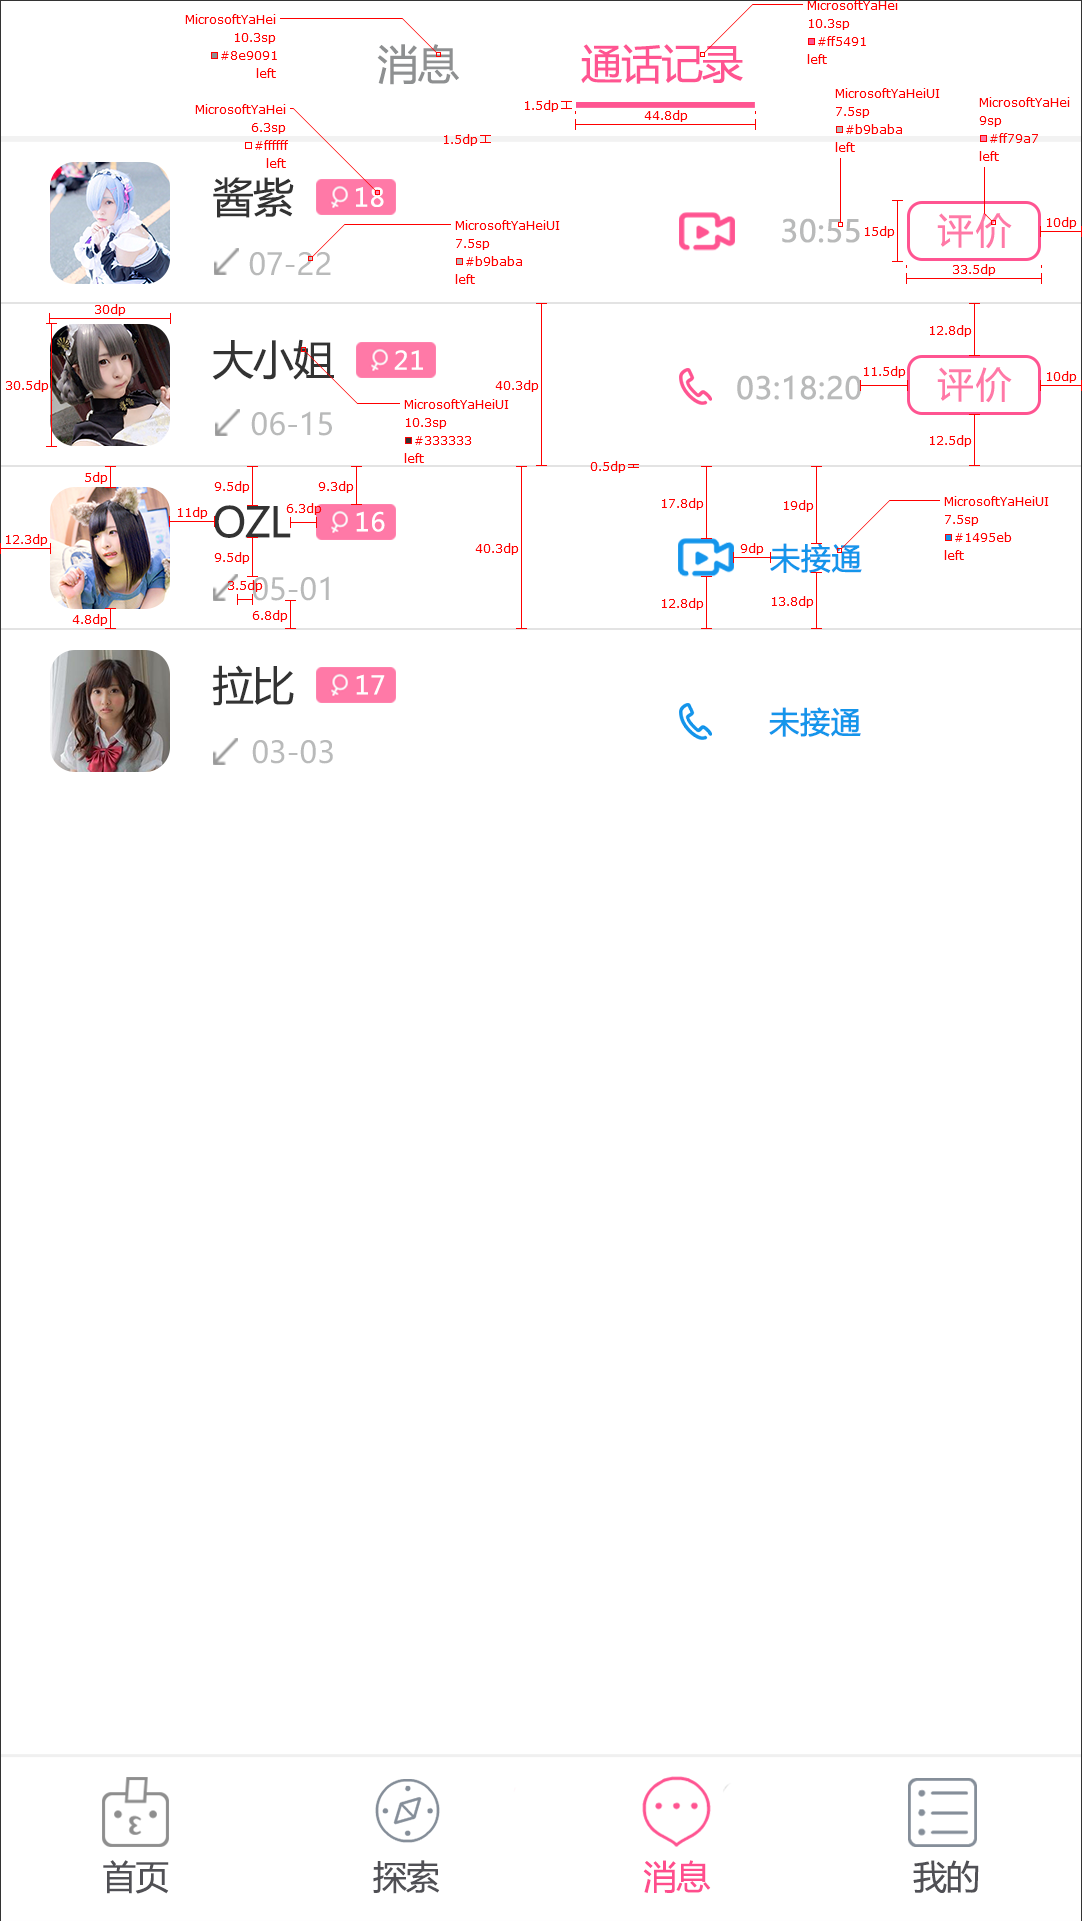 MicrosoftYaHei
10.3sp
#8e9091
left
MicrosoftYaHei
10.3sp
#ff5491
left
消息
通话记录
1.5dp
44.8dp
1.5dp
MicrosoftYaHei
6.3sp
#ffffff
left
MicrosoftYaHeiUI
7.5sp
#b9baba
left
MicrosoftYaHei
9sp
#ff79a7
left
酱紫
18
07-22
MicrosoftYaHeiUI
7.5sp
#b9baba
left
30:55
15dp
评价
10dp
33.5dp
30dp
30.5dp
大小姐
21
06-15
MicrosoftYaHeiUI
10.3sp
#333333
left
40.3dp
03:18:20
11.5dp
12.8dp
评价
10dp
12.5dp
0.5dp
5dp
12.3dp
4.8dp
11dp
9.5dp
OZL
6.3dp
9.3dp
16
9.5dp
3.5dp
05-01
6.8dp
40.3dp
17.8dp
12.8dp
9dp
19dp
未接通
13.8dp
MicrosoftYaHeiUI
7.5sp
#1495eb
left
拉比
17
03-03
未接通
首页
探索
消息
我的